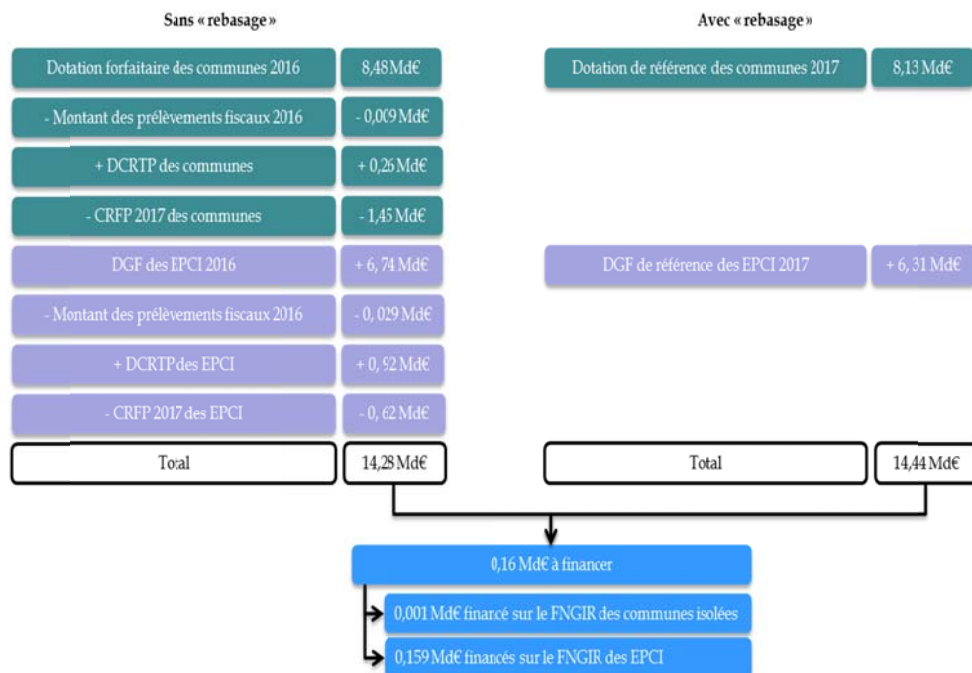 Sans « rebasage »
Avec « rebasage »
Dotation forfaitaire des communes 2016 8,48 Md€
Dotation de référence des communes 2017 8,13 Md€
- Montant des prélèvements fiscaux 2016 - 0,009 Md€
+ DCRTP des communes + 0,26 Md€
- CRFP 2017 des communes - 1,45 Md€
DGF des EPCI 2016 + 6, 74 Md€
DGF de référence des EPCI 2017 + 6, 31 Md€
- Montant des prélèvements fiscaux 2016 - 0, 029 Md€
+ DCRTP des EPCI + 0, 92 Md€
- CRFP 2017 des EPCI - 0, 62 Md€
Total 14,28 Md€
Total 14,44 Md€
0,16 Md€ à financer
0,001 Md€ financé sur le FNGIR des communes isolées
0,159 Md€ financés sur le FNGIR des EPCI